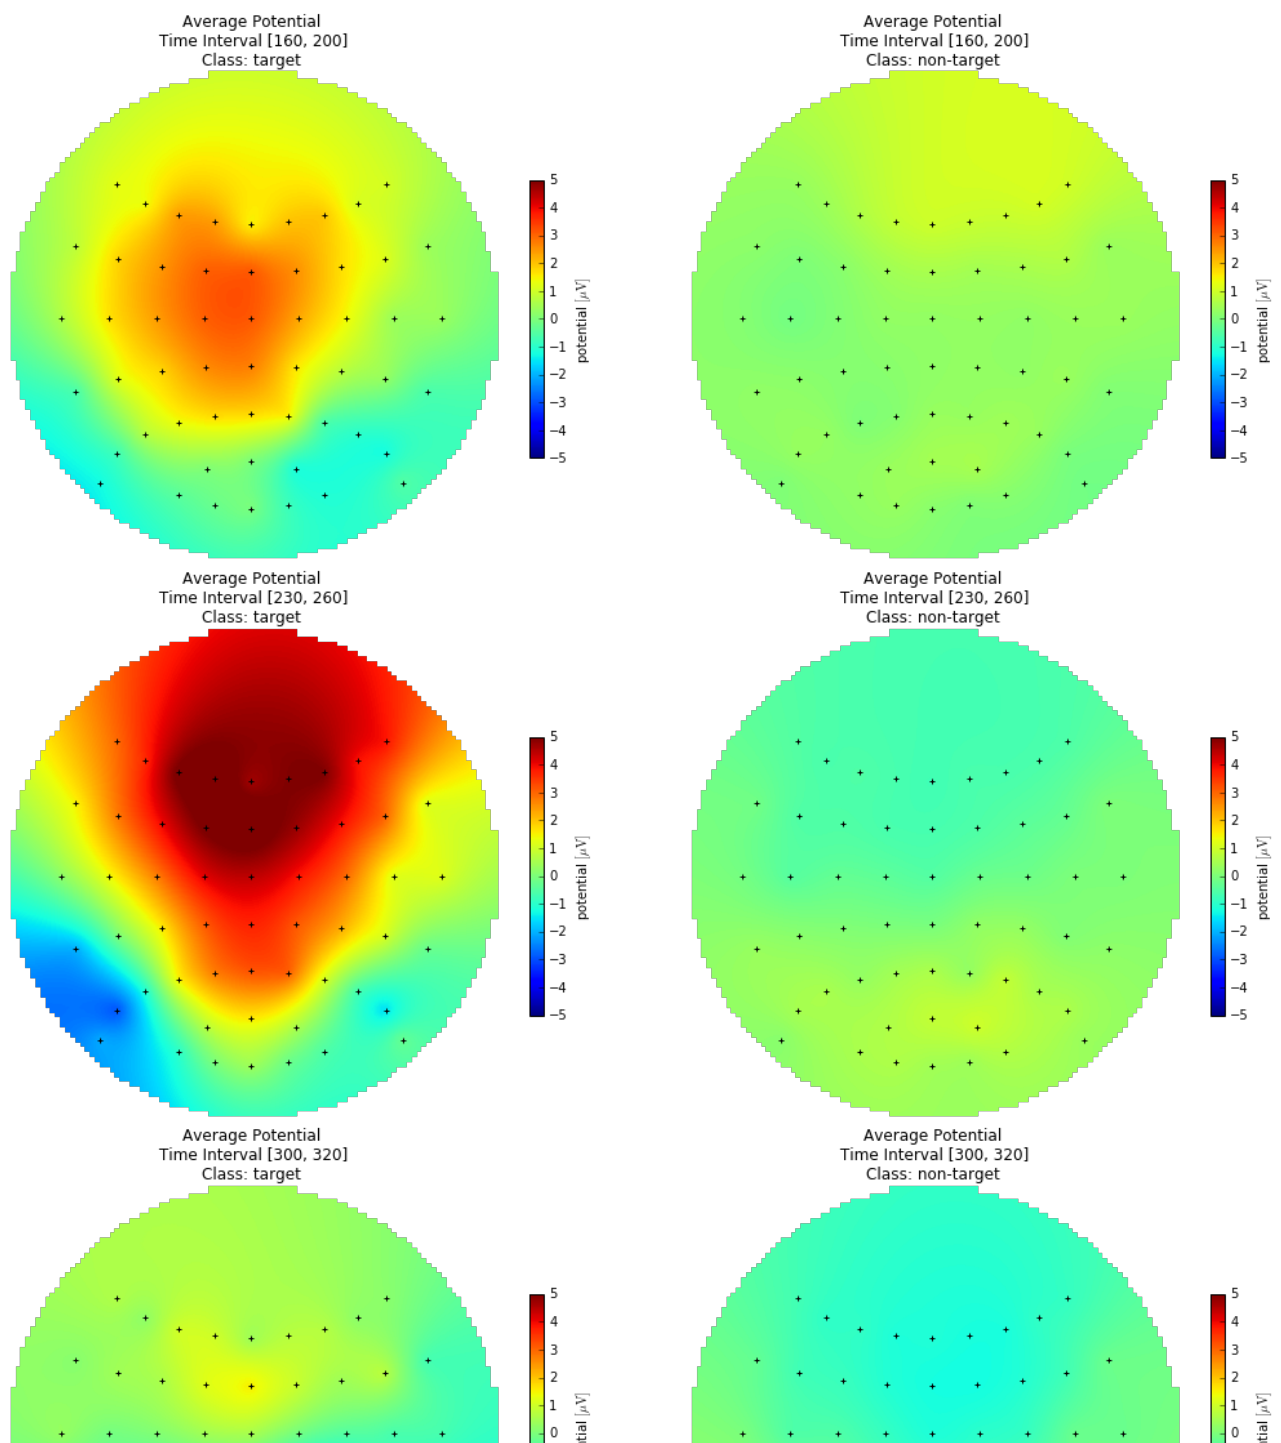 Average Potential
Time Interval [160, 200]
Class: target
5
4
3
2
1
0
−1
−2
−3
−4
−5
potential [μV]
Average Potential
Time Interval [160, 200]
Class: non-target
5
4
3
2
1
0
−1
−2
−3
−4
−5
potential [μV]
Average Potential
Time Interval [230, 260]
Class: target
5
4
3
2
1
0
−1
−2
−3
−4
−5
potential [μV]
Average Potential
Time Interval [230, 260]
Class: non-target
5
4
3
2
1
0
−1
−2
−3
−4
−5
potential [μV]
Average Potential
Time Interval [300, 320]
Class: target
5
4
3
2
1
0
ntial [μV]
Average Potential
Time Interval [300, 320]
Class: non-target
5
4
3
2
1
0
ntial [μV]